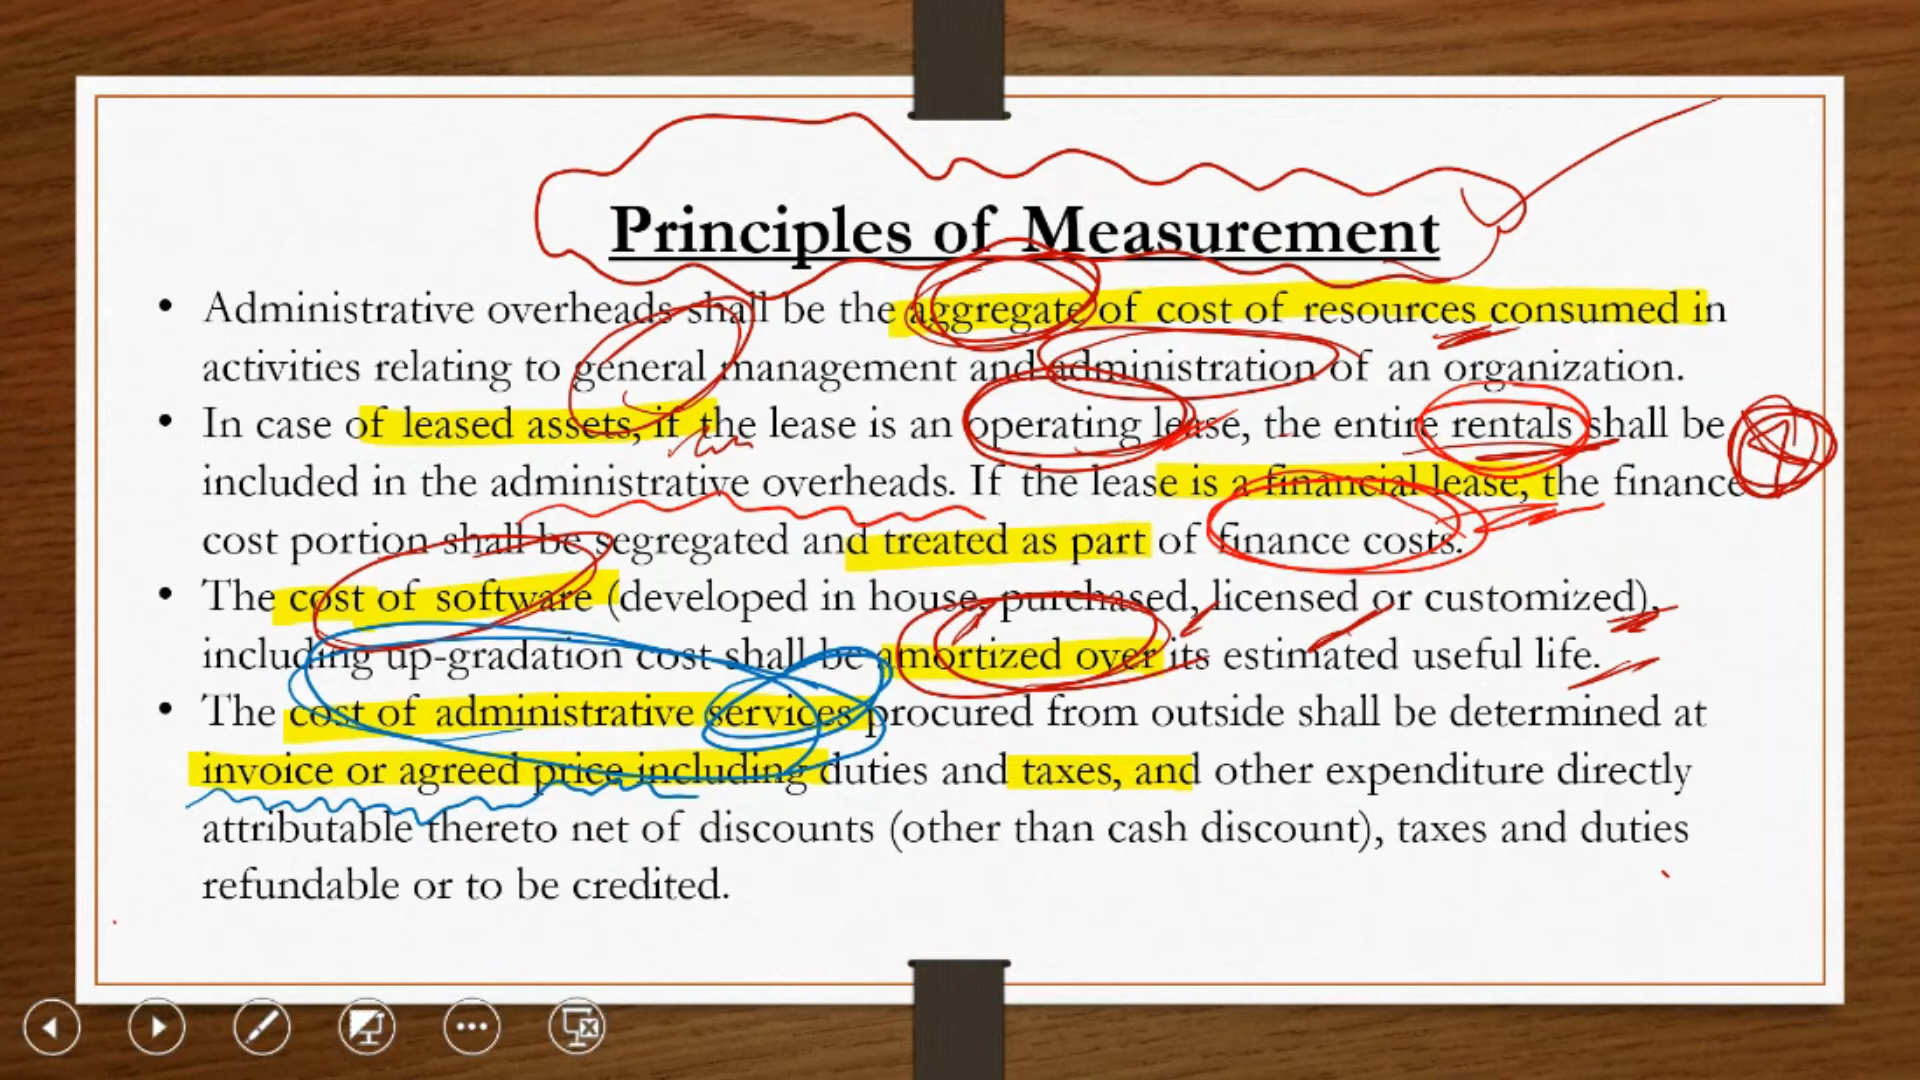 Principles of Measurement
• Administrative overheads shall be the aggregate of cost of resources consumed in
activities relating to general management and administration of an organization.
• In case of leased assets, if the lease is an operating lease, the entire rentals shall be
included in the administrative overheads. If the lease is a financial lease, the finance
cost portion shall be segregated and treated as part of finance costs.
• The cost of software (developed in house, purchased, licensed or customized),
including up-gradation cost shall be amortized over its estimated useful life.
• The cost of administrative services procured from outside shall be determined at
invoice or agreed price including duties and taxes, and other expenditure directly
attributable thereto net of discounts (other than cash discount), taxes and duties
refundable or to be credited.